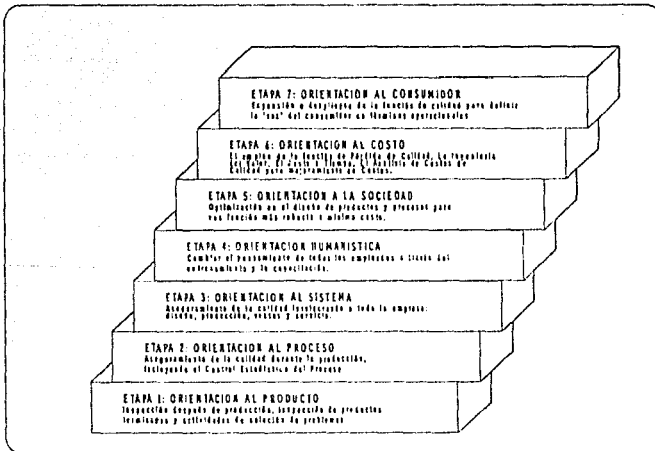 ETAPA 7: ORIENTACION AL CONSUMIDOR
Expansión o despliegue de la función de calidad para definir
la "voz" del consumidor en términos operacionales
ETAPA 6: ORIENTACION AL COSTO
El empleo de la función de Pérdida de Calidad, La Ingeniería
del Valor, El Costo a Tiempo, El Análisis de Costos de
Calidad para mejoramiento de Costos.
ETAPA 5: ORIENTACION A LA SOCIEDAD
Optimización en el diseño de productos y procesos para
una función más robusta a mínimo costo.
ETAPA 4: ORIENTACION HUMANISTICA
Cambiar el pensamiento de todos los empleados a través del
entrenamiento y la capacitación.
ETAPA 3: ORIENTACION AL SISTEMA
Aseguramiento de la calidad involucrando a toda la empresa:
diseño, producción, ventas y servicio.
ETAPA 2: ORIENTACION AL PROCESO
Aseguramiento de la calidad durante la producción,
incluyendo el Control Estadístico del Proceso
ETAPA 1: ORIENTACION AL PRODUCTO
Inspección después de producción, inspección de productos
terminados y actividades de solución de problemas